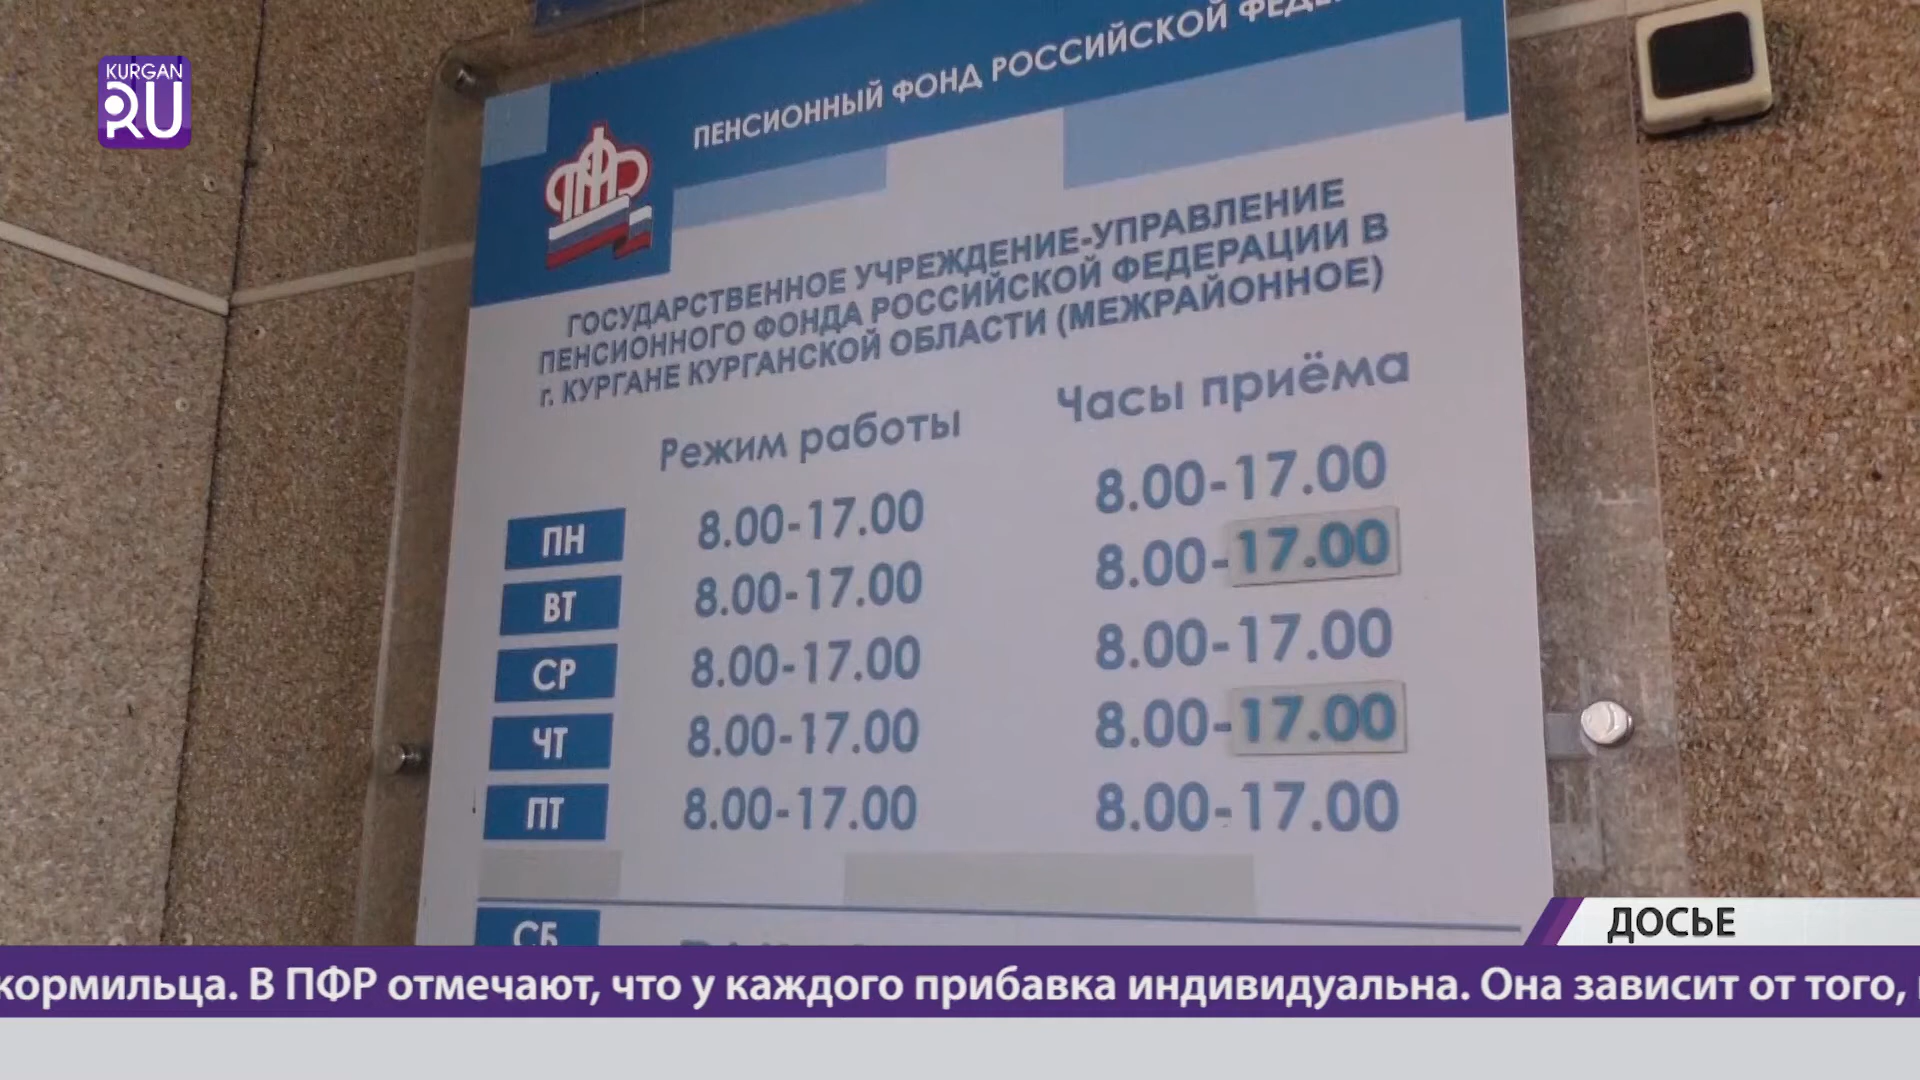 KURGAN
RU
ПЕНСИОННЫЙ ФОНД РОССИЙСКОЙ
ГОСУДАРСТВЕННОЕ УЧРЕЖДЕНИЕ-УПРАВЛЕНИЕ
ПЕНСИОННОГО ФОНДА РОССИЙСКОЙ ФЕДЕРАЦИИ В
г. КУРГАНЕ КУРГАНСКОЙ ОБЛАСТИ (МЕЖРАЙОННОЕ)
Режим работы Часы приёма
ПН 8.00-17.00 8.00-17.00
ВТ 8.00-17.00 8.00-17.00
СР 8.00-17.00 8.00-17.00
ЧТ 8.00-17.00 8.00-17.00
ПТ 8.00-17.00 8.00-17.00
СБ
ДОСЬЕ
кормильца. В ПФР отмечают, что у каждого прибавка индивидуальна. Она зависит от того,